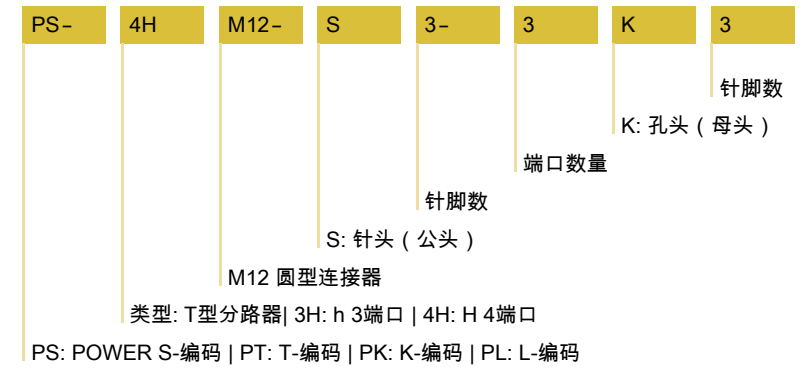 PS– 4H M12– S 3– 3 K 3
针脚数
K: 孔头（母头）
端口数量
针脚数
S: 针头（公头）
M12 圆型连接器
类型: T型分路器| 3H: h 3端口 | 4H: H 4端口
PS: POWER S-编码 | PT: T-编码 | PK: K-编码 | PL: L-编码